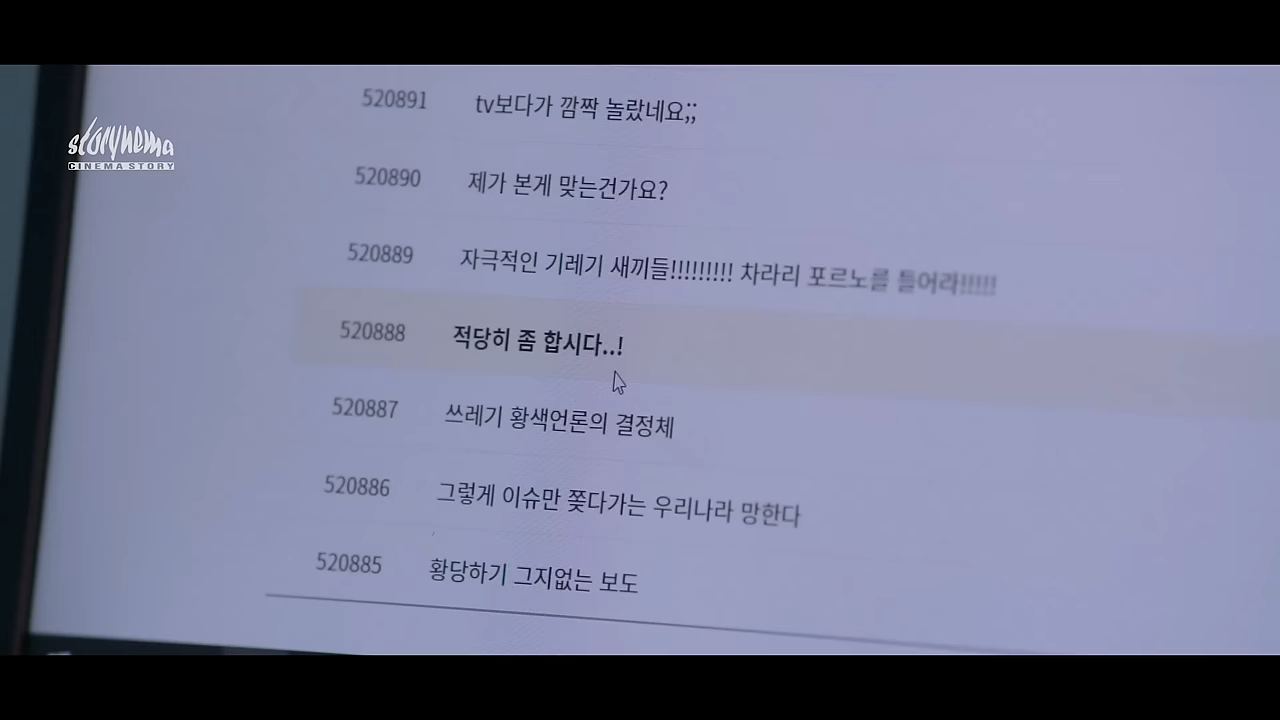 storynema
CINEMA STORY
520891 tv보다가 깜짝 놀랐네요;;
520890 제가 본게 맞는건가요?
520889 자극적인 기레기 새끼들!!!!!!!!! 차라리 포르노를 틀어라!!!!!
520888 적당히 좀 합시다..!
520887 쓰레기 황색언론의 결정체
520886 그렇게 이슈만 쫒다가는 우리나라 망한다
520885 황당하기 그지없는 보도